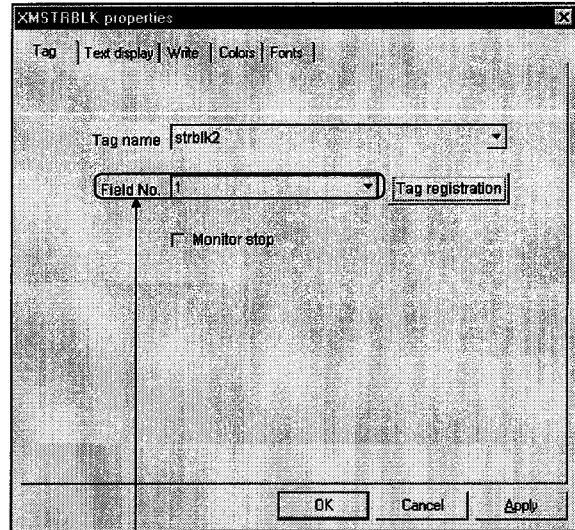 XMSTRBLK properties
Tag Text display Write Colors Fonts
Tag name strblk2
Field No. 1 Tag registration
Monitor stop
OK Cancel Apply